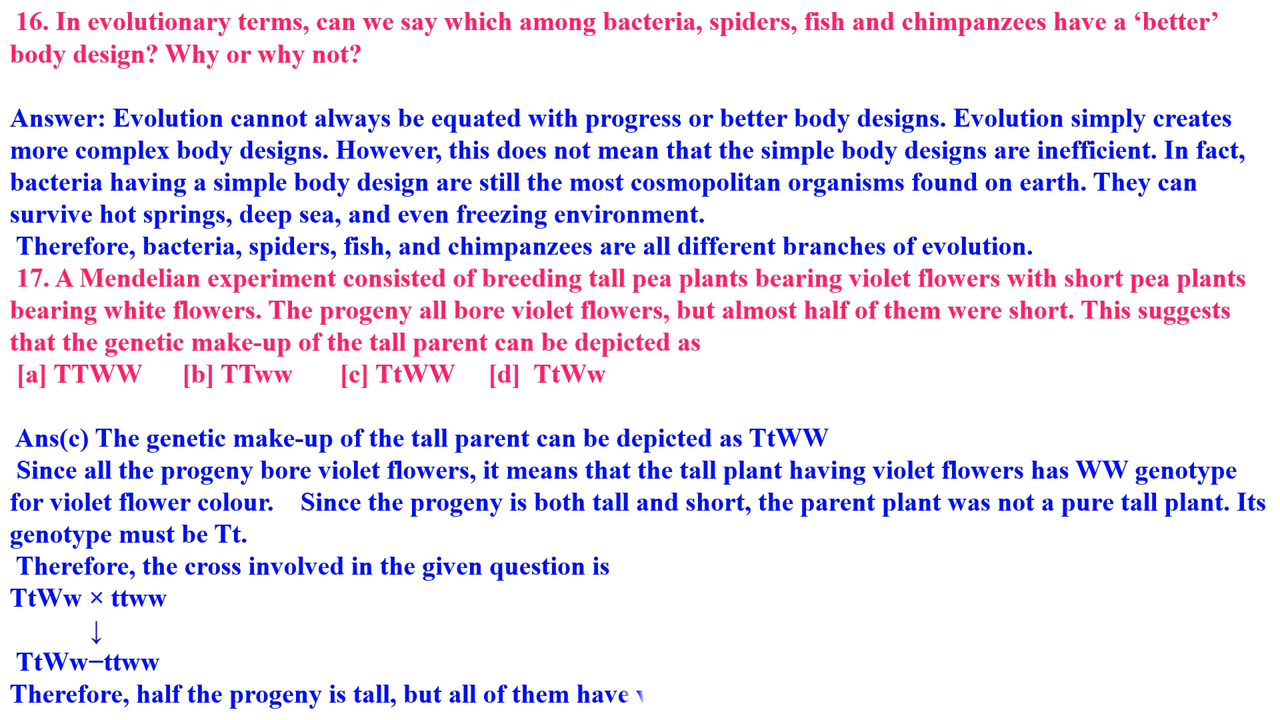 16. In evolutionary terms, can we say which among bacteria, spiders, fish and chimpanzees have a ‘better’
body design? Why or why not?
Answer: Evolution cannot always be equated with progress or better body designs. Evolution simply creates
more complex body designs. However, this does not mean that the simple body designs are inefficient. In fact,
bacteria having a simple body design are still the most cosmopolitan organisms found on earth. They can
survive hot springs, deep sea, and even freezing environment.
Therefore, bacteria, spiders, fish, and chimpanzees are all different branches of evolution.
17. A Mendelian experiment consisted of breeding tall pea plants bearing violet flowers with short pea plants
bearing white flowers. The progeny all bore violet flowers, but almost half of them were short. This suggests
that the genetic make-up of the tall parent can be depicted as
[a] TTWW [b] TTww [c] TtWW [d] TtWw
Ans(c) The genetic make-up of the tall parent can be depicted as TtWW
Since all the progeny bore violet flowers, it means that the tall plant having violet flowers has WW genotype
for violet flower colour. Since the progeny is both tall and short, the parent plant was not a pure tall plant. Its
genotype must be Tt.
Therefore, the cross involved in the given question is
TtWw × ttww
↓
TtWw−ttww
Therefore, half the progeny is tall, but all of them have